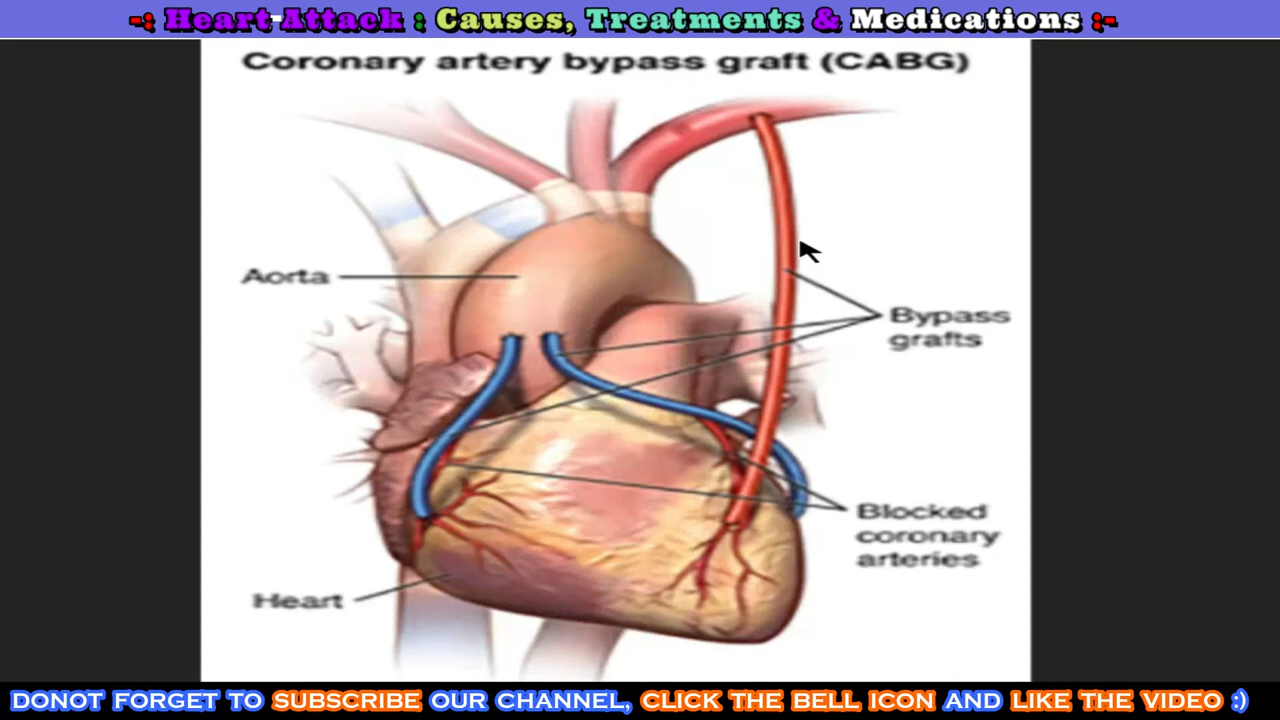 -: Heart-Attack : Causes, Treatments & Medications :-
Coronary artery bypass graft (CABG)
Aorta
Bypass
grafts
Blocked
coronary
arteries
Heart
DONOT FORGET TO SUBSCRIBE OUR CHANNEL, CLICK THE BELL ICON AND LIKE THE VIDEO :)